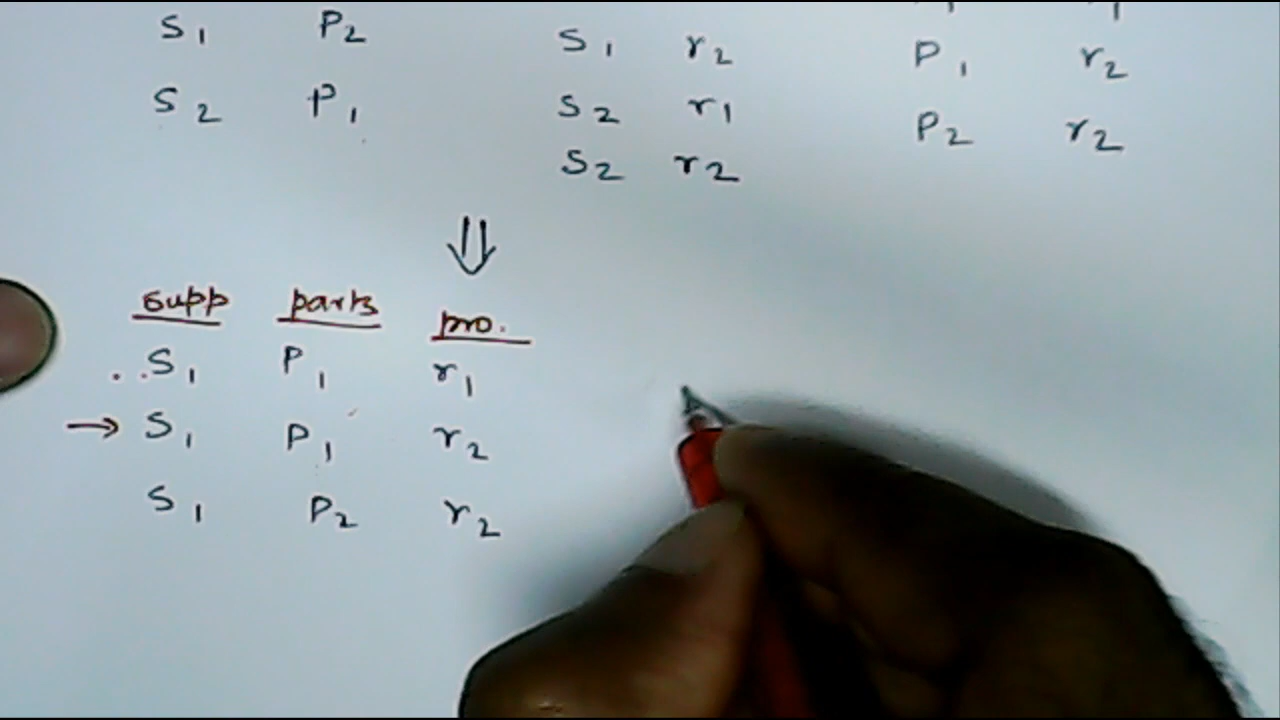 S1 P2
S1 r2
P1 r2
S2 P1
S2 r1
P2 r2
S2 r2
supp parts pro.
S1 P1 r1
→ S1 P1 r2
S1 P2 r2